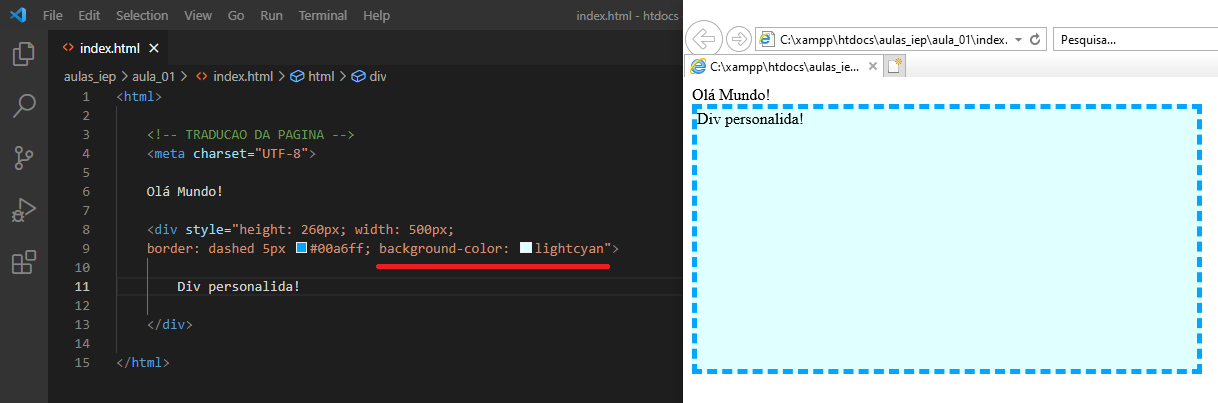 File Edit Selection View Go Run Terminal Help index.html - htdocs
index.html
aulas_iep > aula_01 > index.html > html > div
1 <html>
2
3 <!-- TRADUCAO DA PAGINA -->
4 <meta charset="UTF-8">
5
6 Olá Mundo!
7
8 <div style="height: 260px; width: 500px;
9 border: dashed 5px #00a6ff; background-color: lightcyan">
10
11 Div personalida!
12
13 </div>
14
15 </html>
C:\xampp\htdocs\aulas_iep\aula_01\index. Pesquisa...
C:\xampp\htdocs\aulas_ie...
Olá Mundo!
Div personalida!